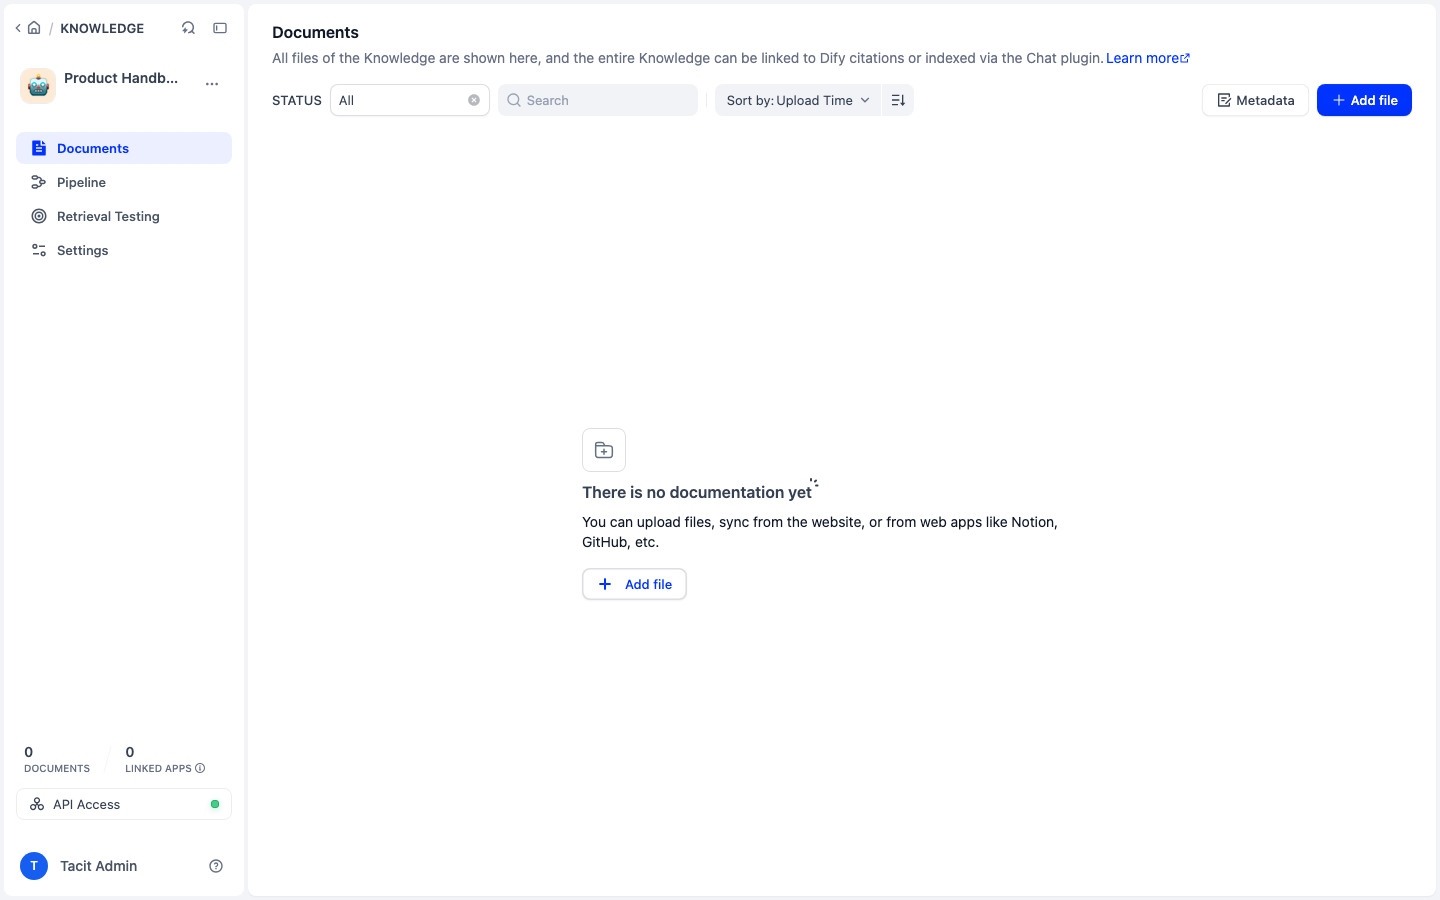 / KNOWLEDGE
Product Handb...
Documents
Pipeline
Retrieval Testing
Settings
0
DOCUMENTS
0
LINKED APPS
API Access
T
Tacit Admin
Documents
All files of the Knowledge are shown here, and the entire Knowledge can be linked to Dify citations or indexed via the Chat plugin. Learn more
STATUS
All
Search
Sort by: Upload Time
Metadata
Add file
There is no documentation yet
You can upload files, sync from the website, or from web apps like Notion,
GitHub, etc.
Add file